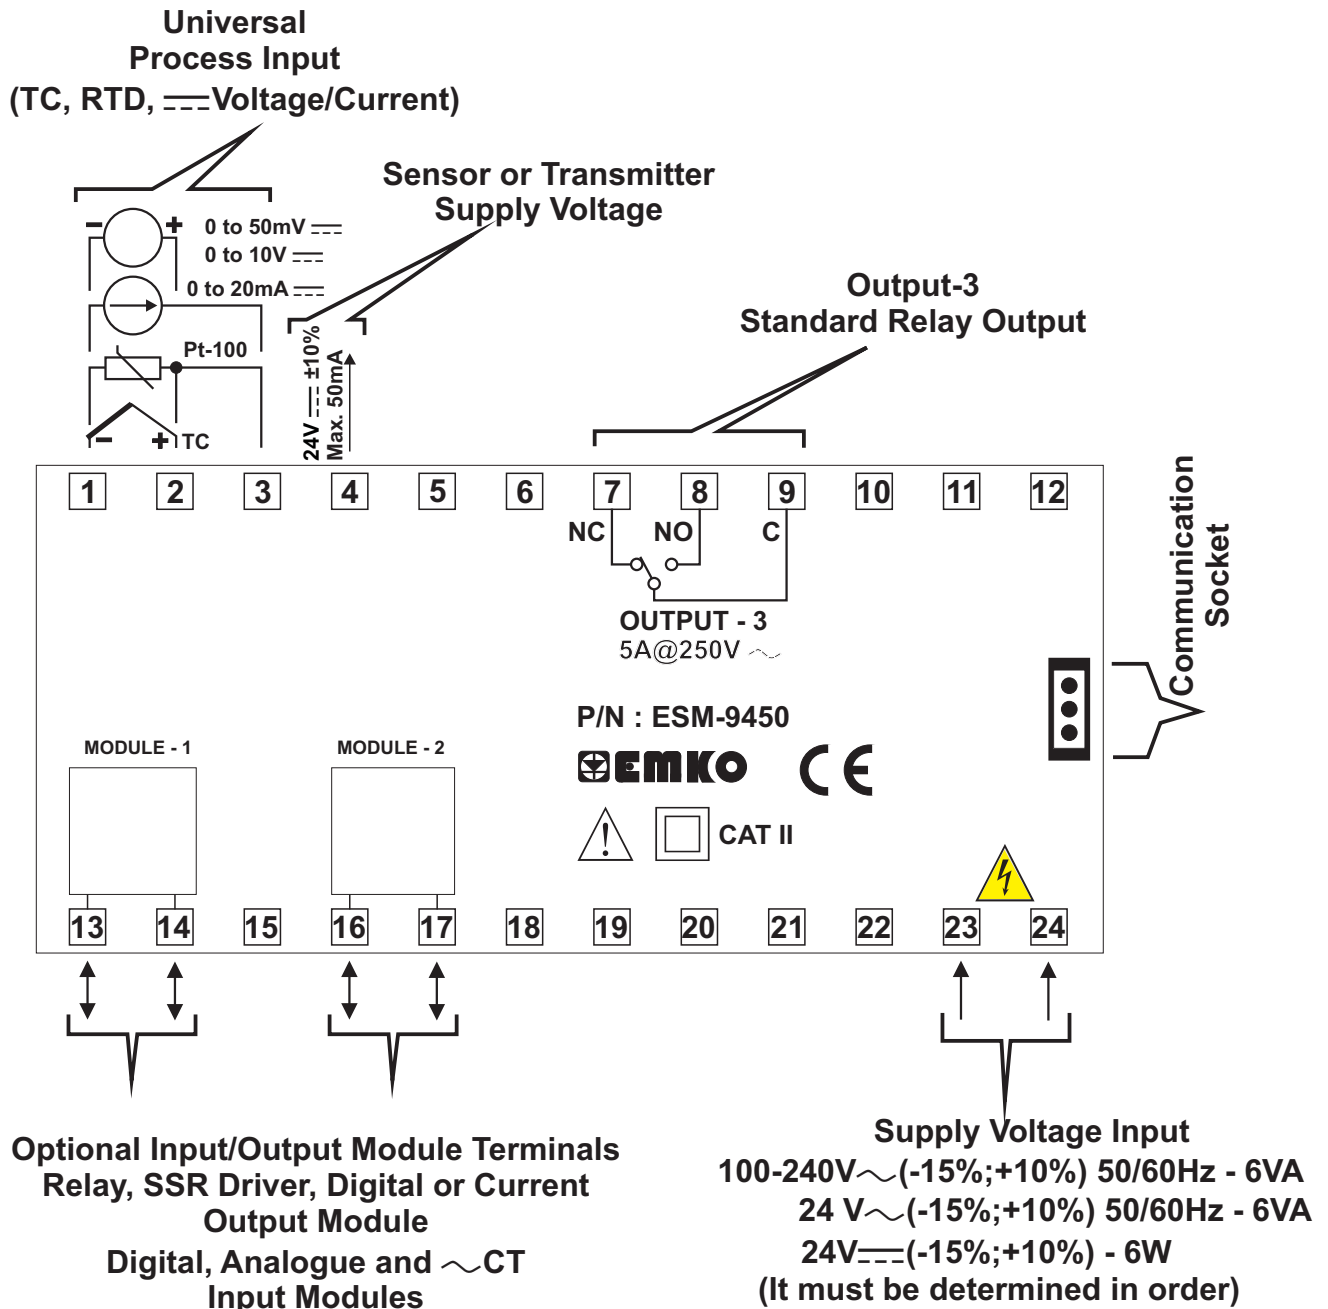 Universal
Process Input
(TC, RTD, ⎓Voltage/Current)
Sensor or Transmitter
Supply Voltage
- + 0 to 50mV ⎓
0 to 10V ⎓
0 to 20mA ⎓
Pt-100
- + TC
24V ⎓ ±10%
Max. 50mA
Output-3
Standard Relay Output
1 2 3 4 5 6 7 8 9 10 11 12
NC NO C
OUTPUT - 3
5A@250V ~
Communication
Socket
P/N : ESM-9450
EMKO CE
! CAT II
MODULE - 1 MODULE - 2
13 14 15 16 17 18 19 20 21 22 23 24
Optional Input/Output Module Terminals
Relay, SSR Driver, Digital or Current
Output Module
Digital, Analogue and ~CT
Input Modules
Supply Voltage Input
100-240V~(-15%;+10%) 50/60Hz - 6VA
24 V~(-15%;+10%) 50/60Hz - 6VA
24V⎓(-15%;+10%) - 6W
(It must be determined in order)